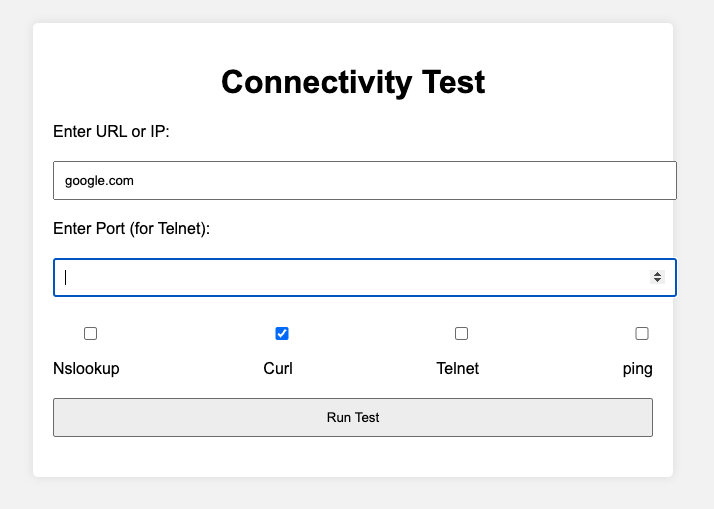 Connectivity Test
Enter URL or IP:
google.com
Enter Port (for Telnet):
Nslookup Curl Telnet ping
Run Test